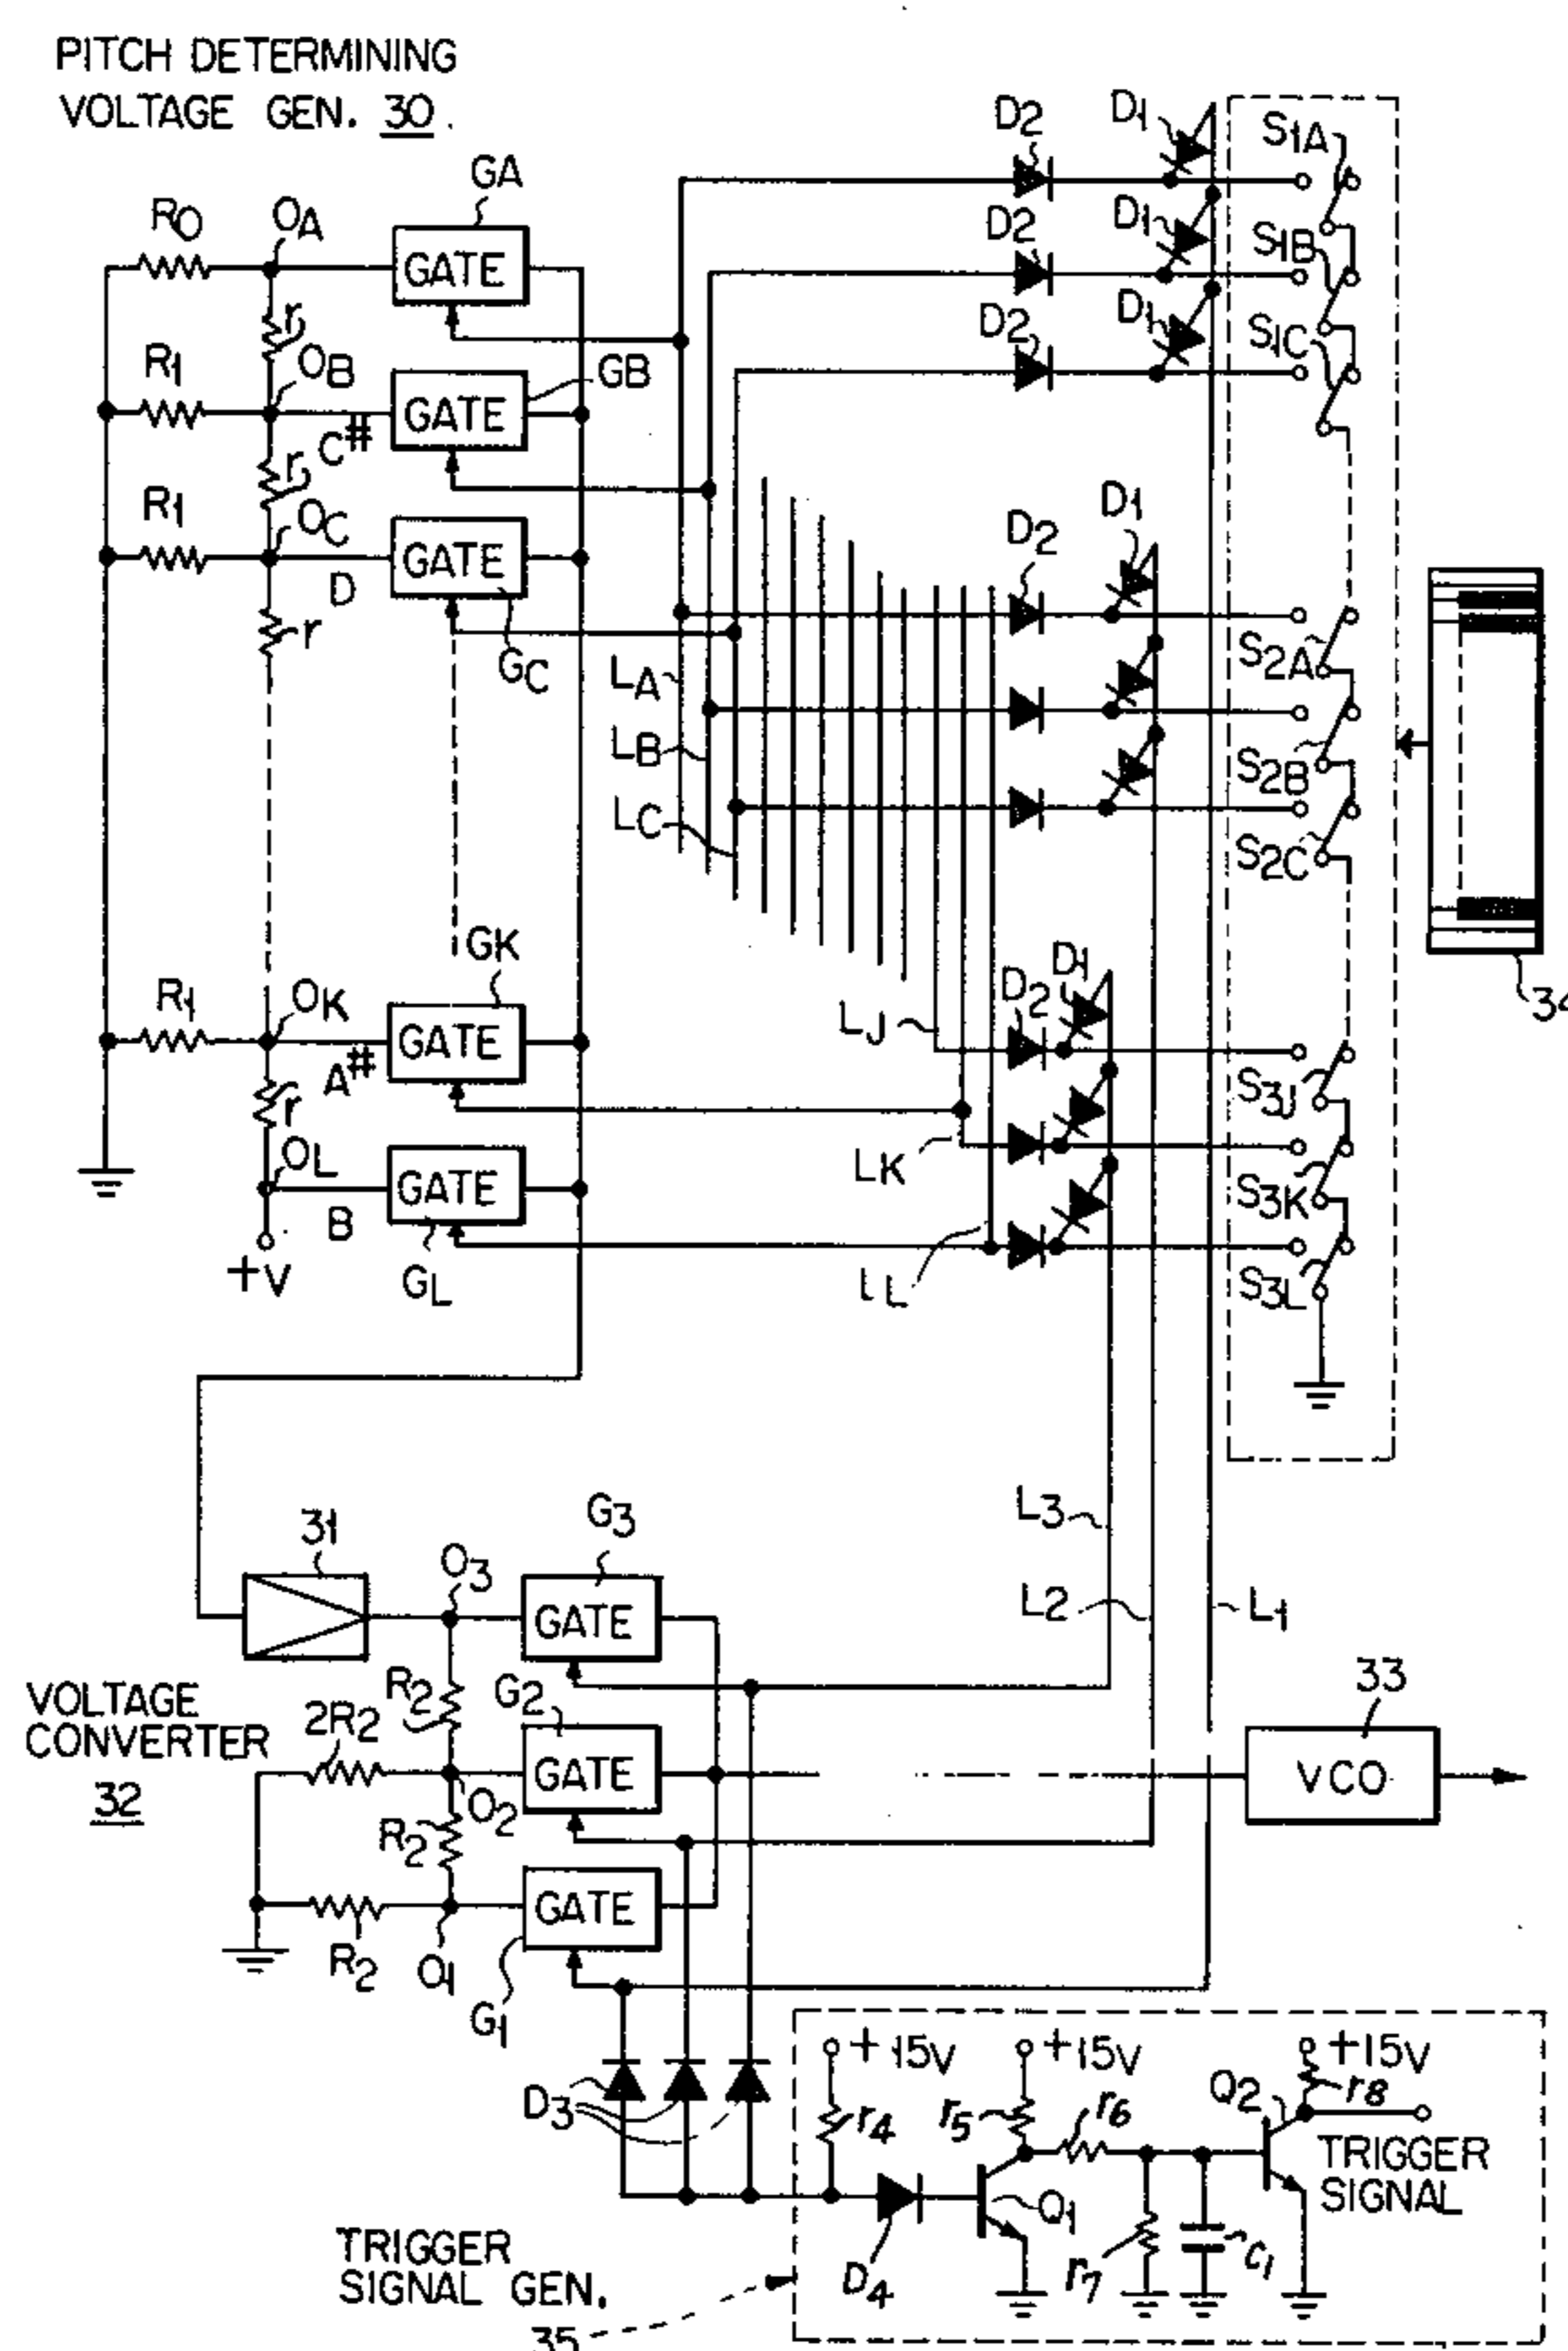 PITCH DETERMINING
VOLTAGE GEN. 30
R0
OA
GA
GATE
D2
D1
S1A
r
R1
OB
GB
GATE
C#
D2
D1
S1B
r
R1
OC
GATE
D
GC
D2
D1
S1C
r
LA
LB
LC
D2
D1
S2A
S2B
S2C
34
R1
OK
GK
GATE
A#
r
LJ
D2
D1
S3J
OL
GATE
B
GL
+V
LK
LL
S3K
S3L
31
O3
G3
GATE
L3
L2
L1
VOLTAGE
CONVERTER
32
R2
2R2
G2
GATE
O2
R2
33
VCO
GATE
R2
O1
G1
D3
+15V
+15V
+15V
r4
r5
r6
Q2
r8
TRIGGER
SIGNAL
D4
Q1
r7
C1
TRIGGER
SIGNAL GEN.
35